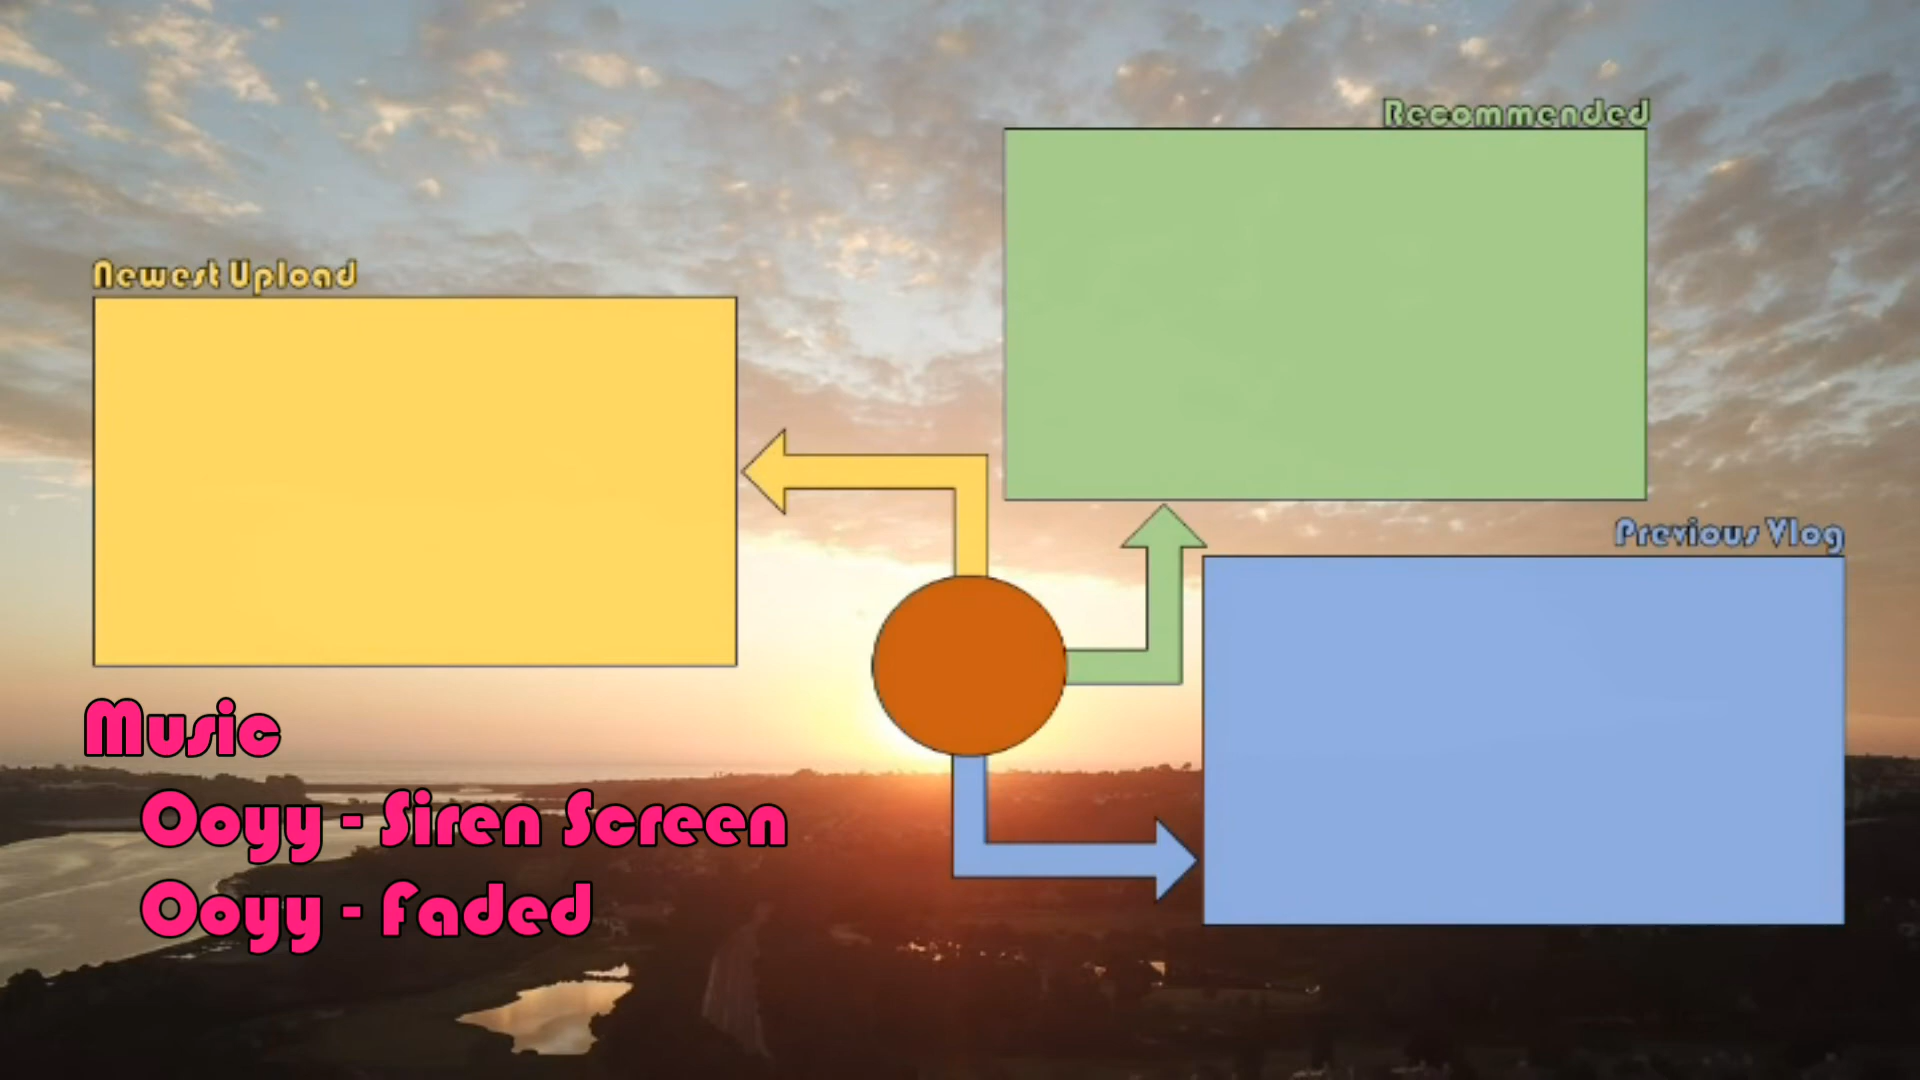 Recommended
Newest Upload
Previous Vlog
Music
Ooyy - Siren Screen
Ooyy - Faded